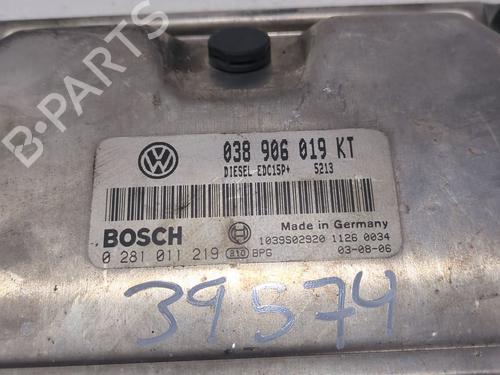 B-Parts
038 906 019 KT
DIESEL EDC15P+ 5213
BOSCH
Made in Germany
1039S02920 1126 0034
0 281 011 219 e10 BPG
03-08-06
39574